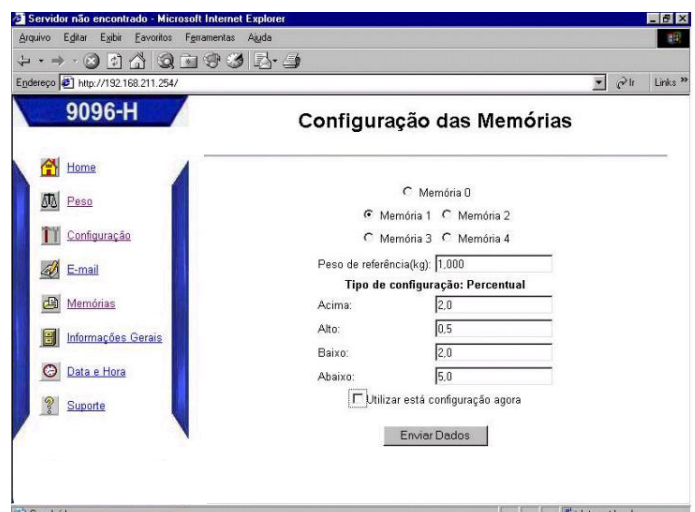 Servidor não encontrado - Microsoft Internet Explorer
Arquivo Editar Exibir Favoritos Ferramentas Ajuda
Endereço http://192.168.211.254/ Ir Links »
9096-H
Home
Peso
Configuração
E-mail
Memórias
Informações Gerais
Data e Hora
Suporte
Configuração das Memórias
Memória 0
Memória 1 Memória 2
Memória 3 Memória 4
Peso de referência(kg): 1,000
Tipo de configuração: Percentual
Acima: 2,0
Alto: 0,5
Baixo: 2,0
Abaixo: 5,0
Utilizar está configuração agora
Enviar Dados